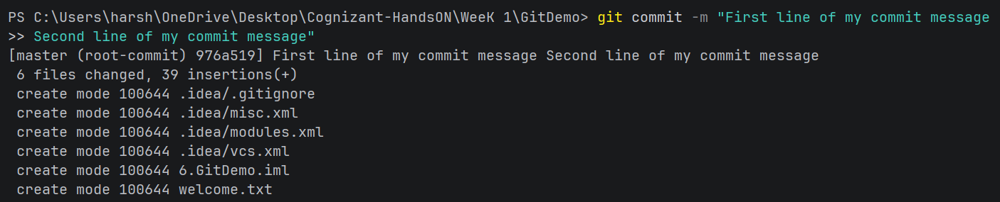 PS C:\Users\harsh\OneDrive\Desktop\Cognizant-HandsON\WeeK 1\GitDemo> git commit -m "First line of my commit message
>> Second line of my commit message"
[master (root-commit) 976a519] First line of my commit message Second line of my commit message
 6 files changed, 39 insertions(+)
 create mode 100644 .idea/.gitignore
 create mode 100644 .idea/misc.xml
 create mode 100644 .idea/modules.xml
 create mode 100644 .idea/vcs.xml
 create mode 100644 6.GitDemo.iml
 create mode 100644 welcome.txt